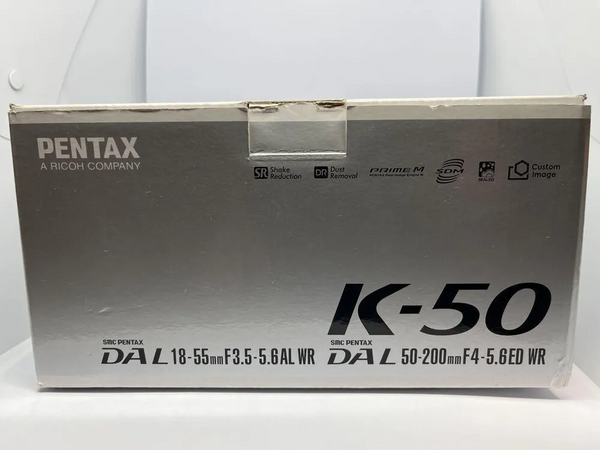 PENTAX
A RICOH COMPANY
SR Shake Reduction
DR Dust Removal
PRIME M
SDM
Custom Image
K-50
smc PENTAX
DA L 18-55mm F3.5-5.6AL WR
smc PENTAX
DA L 50-200mm F4-5.6ED WR